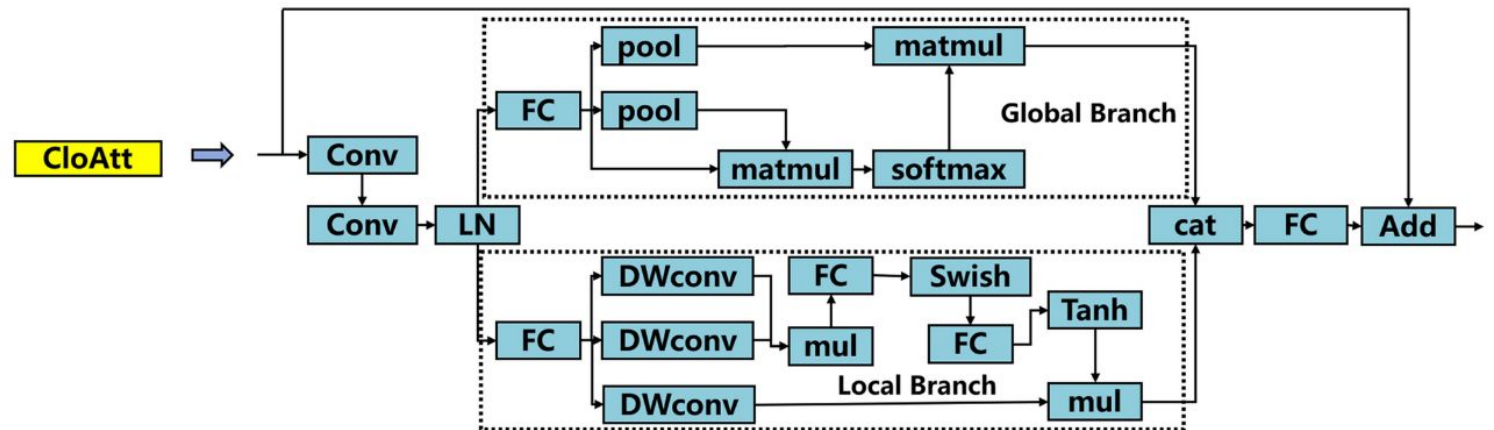 CloAtt
Conv
Conv
LN
FC
pool
pool
matmul
matmul
softmax
Global Branch
FC
DWconv
DWconv
DWconv
mul
FC
Swish
FC
Tanh
mul
Local Branch
cat
FC
Add